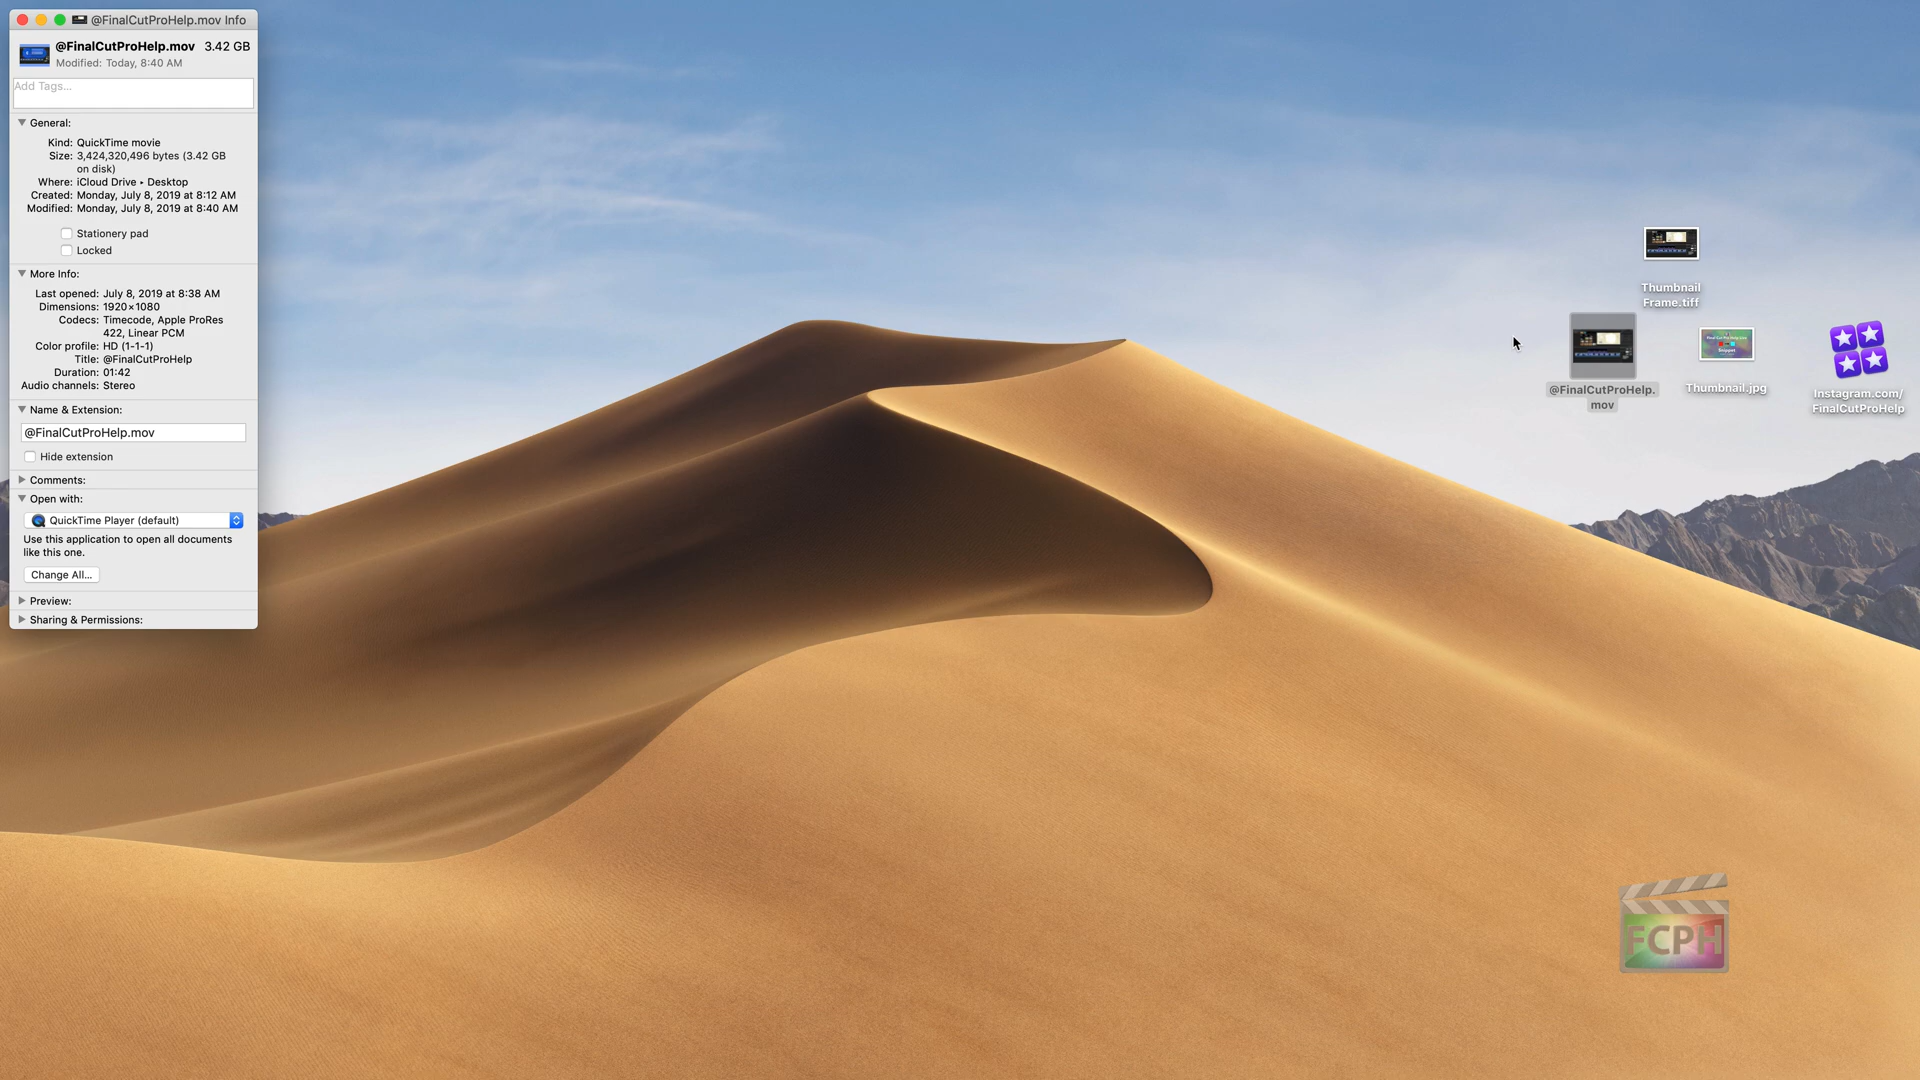 @FinalCutProHelp.mov Info
@FinalCutProHelp.mov 3.42 GB
Modified: Today, 8:40 AM
Add Tags...
General:
Kind: QuickTime movie
Size: 3,424,320,496 bytes (3.42 GB
on disk)
Where: iCloud Drive ▸ Desktop
Created: Monday, July 8, 2019 at 8:12 AM
Modified: Monday, July 8, 2019 at 8:40 AM
Stationery pad
Locked
More Info:
Last opened: July 8, 2019 at 8:38 AM
Dimensions: 1920×1080
Codecs: Timecode, Apple ProRes
422, Linear PCM
Color profile: HD (1-1-1)
Title: @FinalCutProHelp
Duration: 01:42
Audio channels: Stereo
Name & Extension:
@FinalCutProHelp.mov
Hide extension
Comments:
Open with:
QuickTime Player (default)
Use this application to open all documents
like this one.
Change All...
Preview:
Sharing & Permissions:
Thumbnail
Frame.tiff
@FinalCutProHelp.
mov
Thumbnail.jpg
Instagram.com/
FinalCutProHelp
FCPH